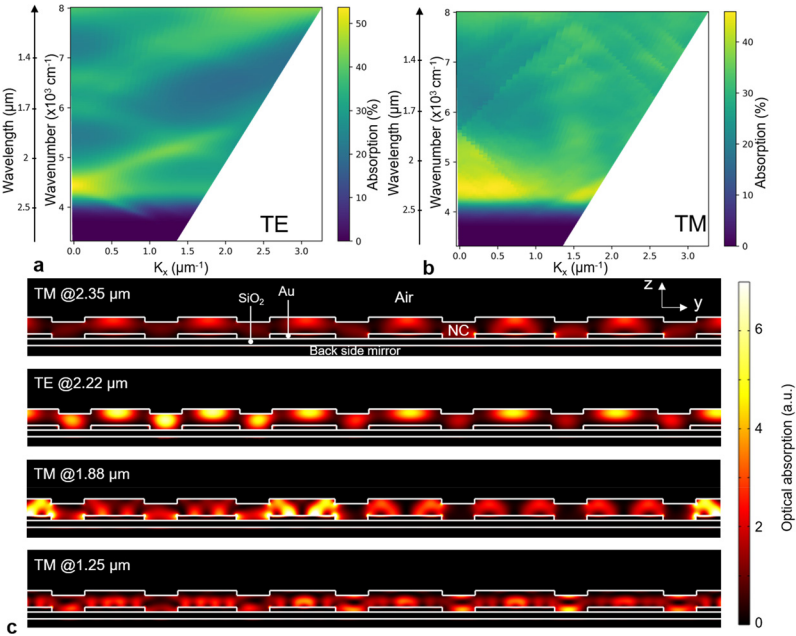 8
7
6
5
4
1.4
1.7
2
2.5
Wavelength (µm)
Wavenumber (x10³ cm⁻¹)
TE
0.0 0.5 1.0 1.5 2.0 2.5 3.0
Kₓ (µm⁻¹)
50
40
30
20
10
0
Absorption (%)
a
8
7
6
5
4
1.4
1.7
2
2.5
Wavelength (µm)
Wavenumber (x10³ cm⁻¹)
TM
0.0 0.5 1.0 1.5 2.0 2.5 3.0
Kₓ (µm⁻¹)
40
30
20
10
0
Absorption (%)
b
TM @2.35 µm
SiO₂
Au
Air
NC
Back side mirror
z
y
TE @2.22 µm
TM @1.88 µm
TM @1.25 µm
6
4
2
0
Optical absorption (a.u.)
c